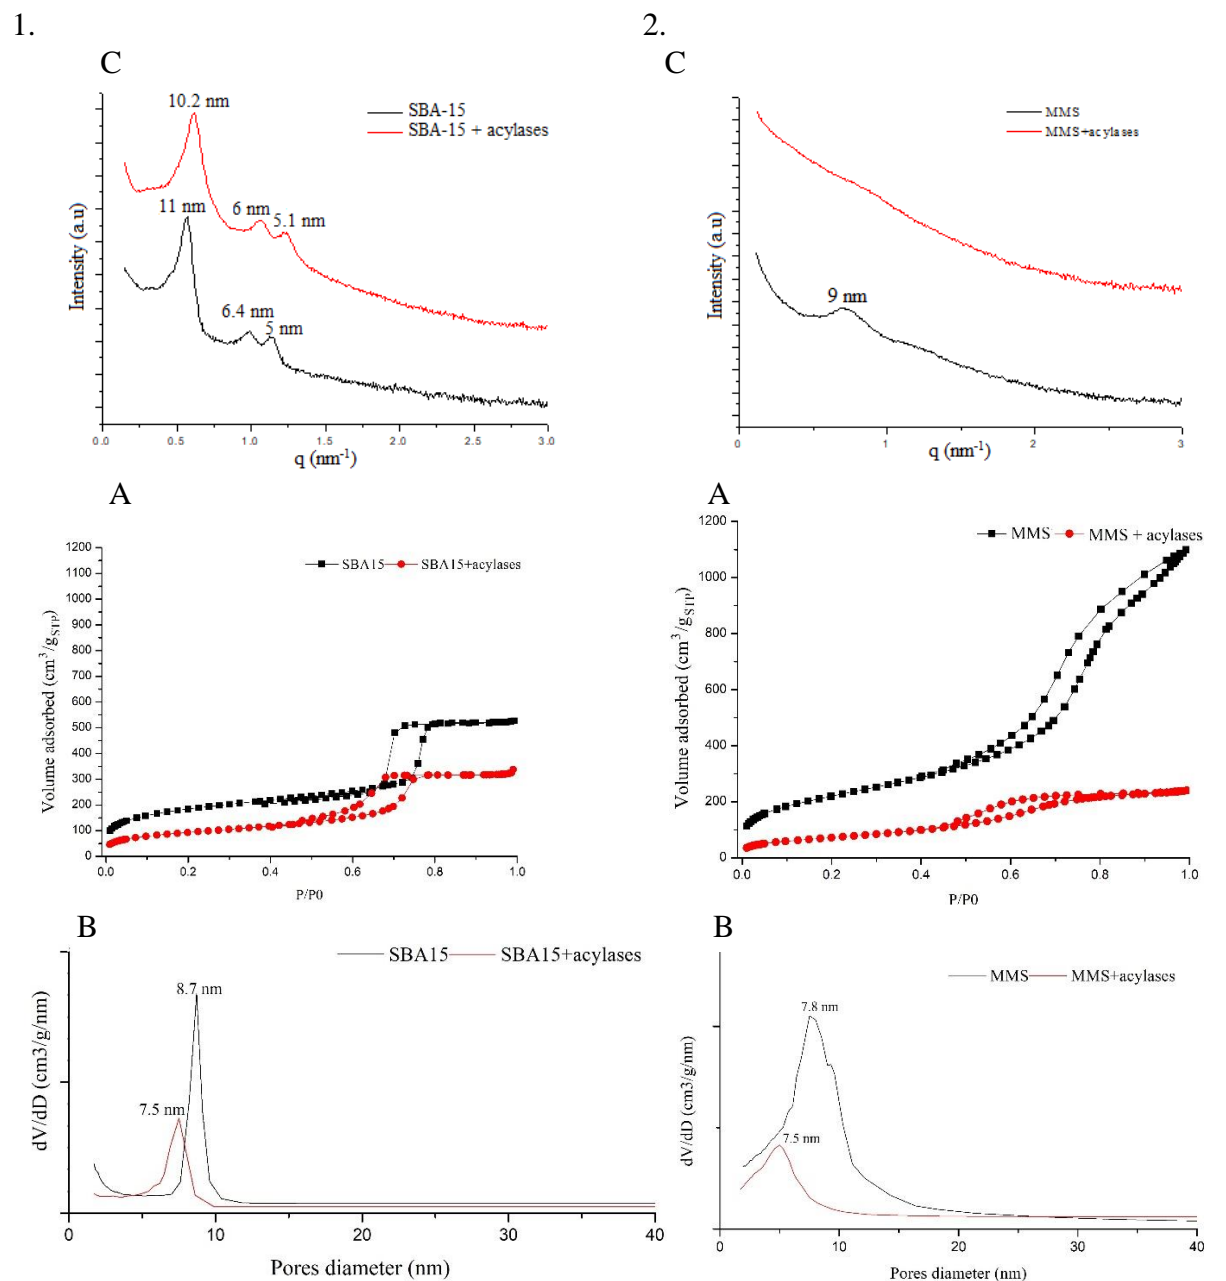 1.
C
10.2 nm
SBA-15
SBA-15 + acylases
11 nm
6 nm
5.1 nm
6.4 nm
5 nm
Intensity (a.u)
0.0 0.5 1.0 1.5 2.0 2.5 3.0
q (nm⁻¹)
2.
C
MMS
MMS+acylases
9 nm
Intensity (a.u)
0 1 2 3
q (nm⁻¹)
A
SBA15
SBA15+acylases
Volume adsorbed (cm³/g_STP)
1200
1100
1000
900
800
700
600
500
400
300
200
100
0
0.0 0.2 0.4 0.6 0.8 1.0
P/P0
A
MMS
MMS + acylases
Volume adsorbed (cm³/g_STP)
1200
1000
800
600
400
200
0
0.0 0.2 0.4 0.6 0.8 1.0
P/P0
B
SBA15
SBA15+acylases
8.7 nm
7.5 nm
dV/dD (cm3/g/nm)
0 10 20 30 40
Pores diameter (nm)
B
MMS
MMS+acylases
7.8 nm
7.5 nm
dV/dD (cm3/g/nm)
0 10 20 30 40
Pores diameter (nm)